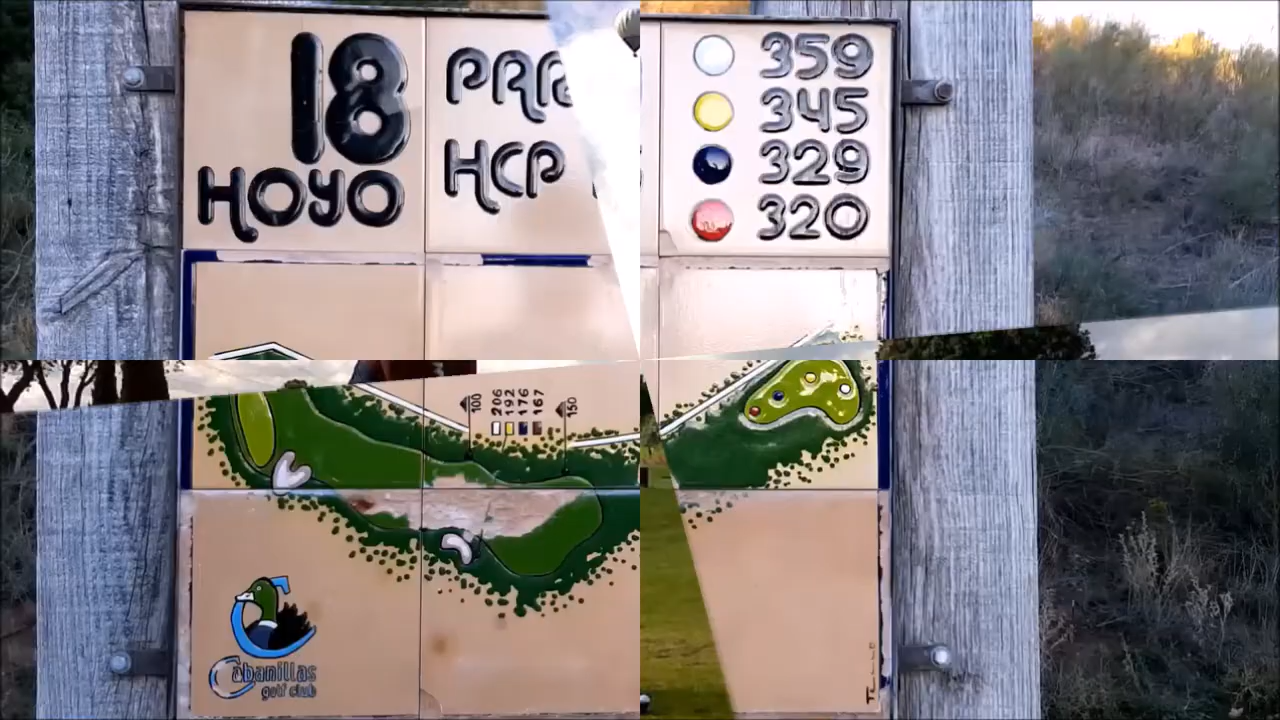 18
HOYO
PAR
HCP
359
345
329
320
100
206
192
176
167
150
Cabanillas
golf club